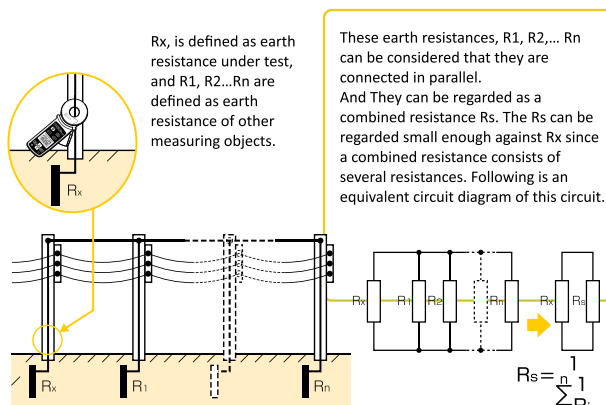 Rx, is defined as earth
resistance under test,
and R1, R2...Rn are
defined as earth
resistance of other
measuring objects.
These earth resistances, R1, R2,... Rn
can be considered that they are
connected in parallel.
And They can be regarded as a
combined resistance Rs. The Rs can be
regarded small enough against Rx since
a combined resistance consists of
several resistances. Following is an
equivalent circuit diagram of this circuit.
Rx
Rx R1 Rn
Rx R1 R2 Rn Rx Rs
Rs = 1
n 1
∑